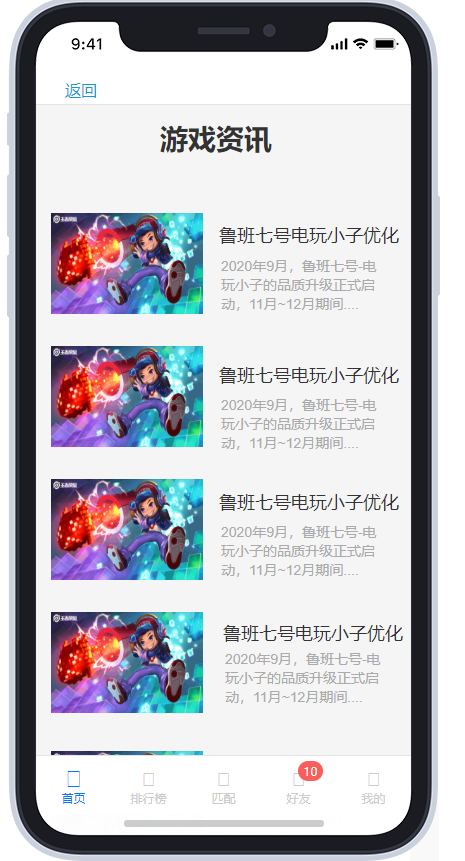 9:41
返回
游戏资讯
鲁班七号电玩小子优化
2020年9月，鲁班七号-电
玩小子的品质升级正式启
动，11月~12月期间....
鲁班七号电玩小子优化
2020年9月，鲁班七号-电
玩小子的品质升级正式启
动，11月~12月期间....
鲁班七号电玩小子优化
2020年9月，鲁班七号-电
玩小子的品质升级正式启
动，11月~12月期间....
鲁班七号电玩小子优化
2020年9月，鲁班七号-电
玩小子的品质升级正式启
动，11月~12月期间....
10
首页
排行榜
匹配
好友
我的